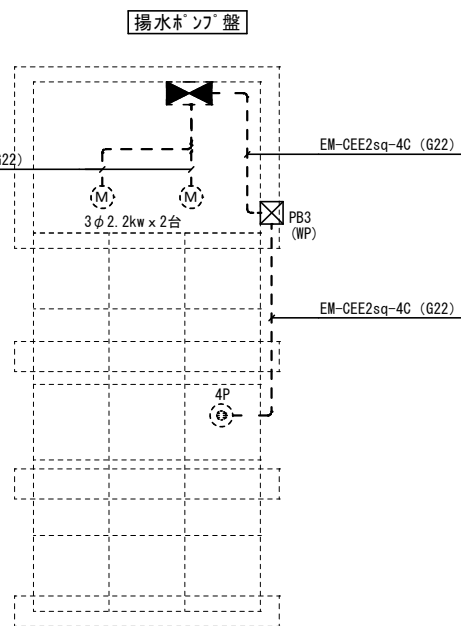 揚水ﾎﾟﾝﾌﾟ盤
EM-CEE2sq-4C (G22)
G22)
M
M
3φ2.2kw x 2台
PB3
(WP)
EM-CEE2sq-4C (G22)
4P